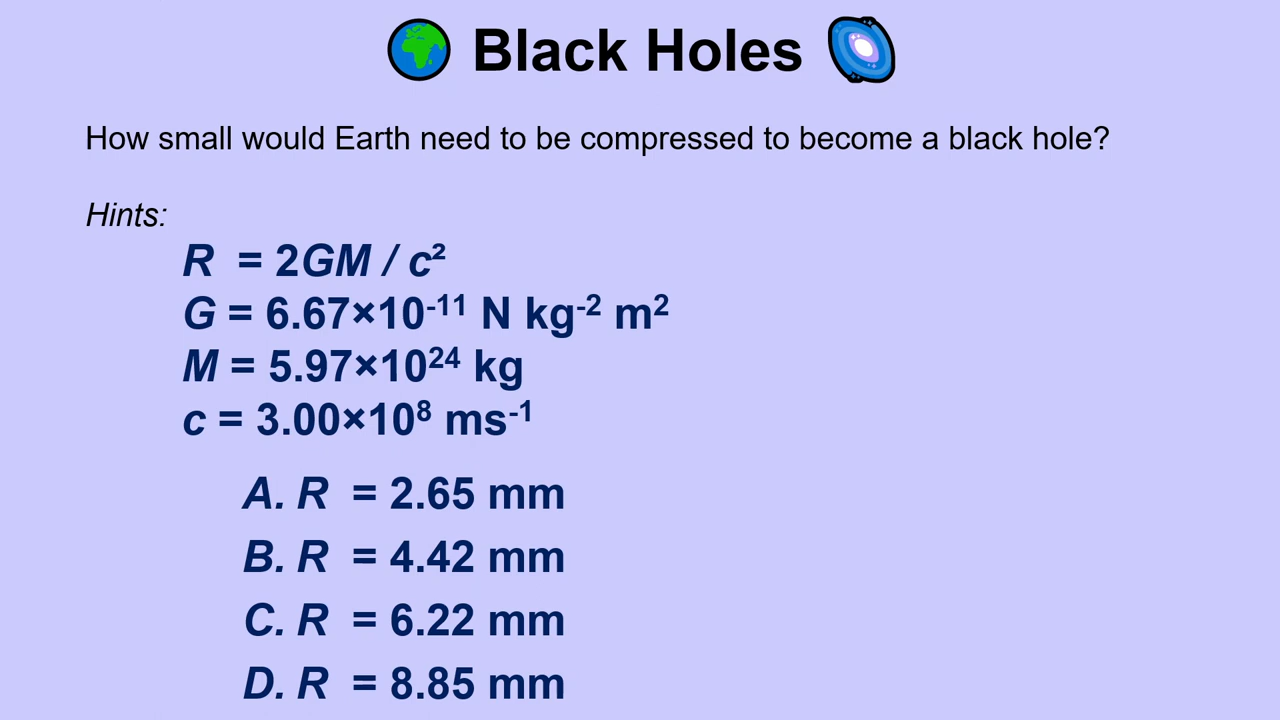 Black Holes
How small would Earth need to be compressed to become a black hole?
Hints:
R = 2GM / c²
G = 6.67×10⁻¹¹ N kg⁻² m²
M = 5.97×10²⁴ kg
c = 3.00×10⁸ ms⁻¹
A. R = 2.65 mm
B. R = 4.42 mm
C. R = 6.22 mm
D. R = 8.85 mm